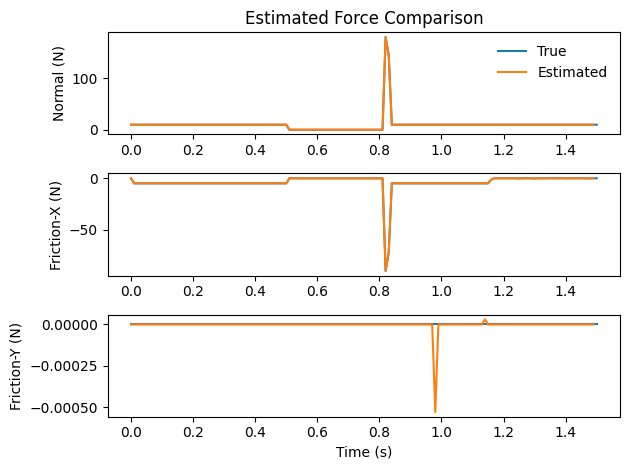 Estimated Force Comparison
Normal (N)
100
0
True
Estimated
0.0 0.2 0.4 0.6 0.8 1.0 1.2 1.4
Friction-X (N)
0
−50
0.0 0.2 0.4 0.6 0.8 1.0 1.2 1.4
Friction-Y (N)
0.00000
−0.00025
−0.00050
0.0 0.2 0.4 0.6 0.8 1.0 1.2 1.4
Time (s)